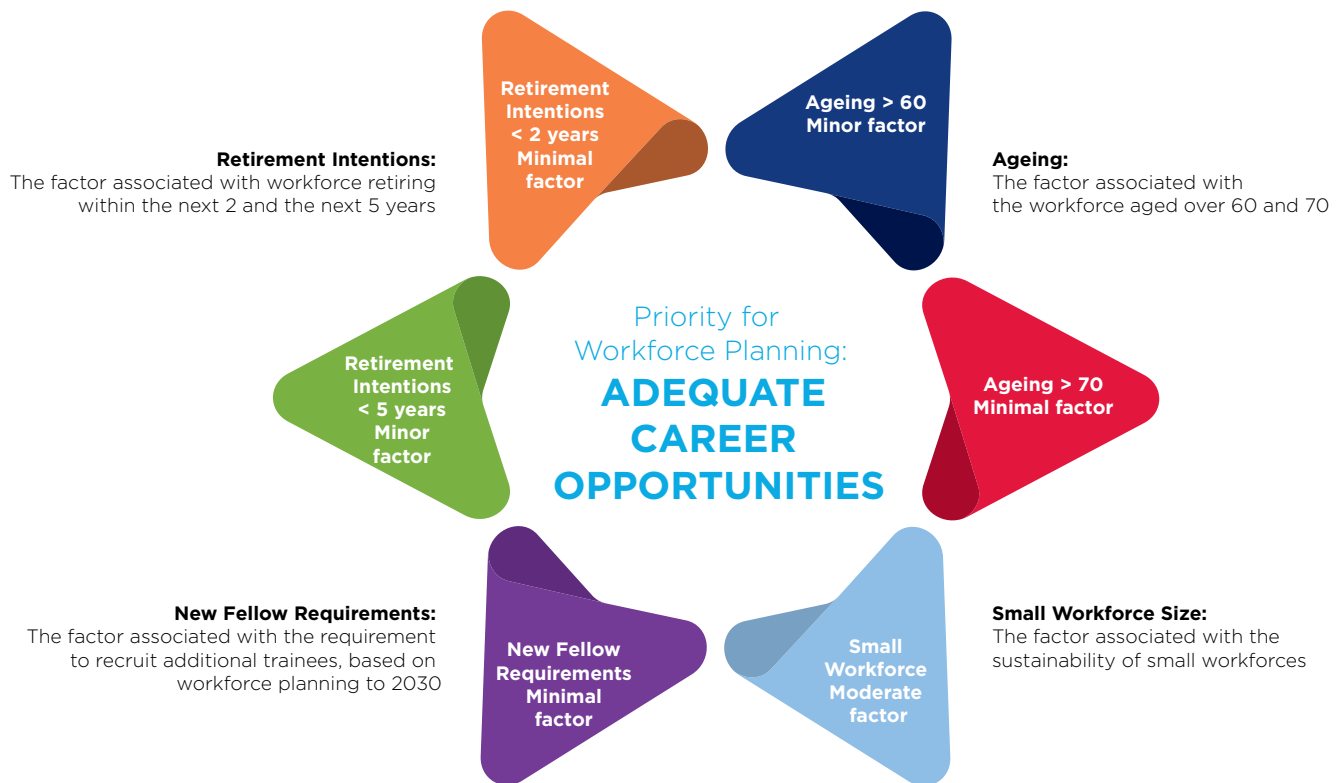 Retirement
Intentions
< 2 years
Minimal
factor
Ageing > 60
Minor factor
Retirement Intentions:
The factor associated with workforce retiring
within the next 2 and the next 5 years
Ageing:
The factor associated with
the workforce aged over 60 and 70
Priority for
Workforce Planning:
ADEQUATE
CAREER
OPPORTUNITIES
Retirement
Intentions
< 5 years
Minor
factor
Ageing > 70
Minimal factor
New Fellow Requirements:
The factor associated with the requirement
to recruit additional trainees, based on
workforce planning to 2030
New Fellow
Requirements
Minimal
factor
Small
Workforce
Moderate
factor
Small Workforce Size:
The factor associated with the
sustainability of small workforces